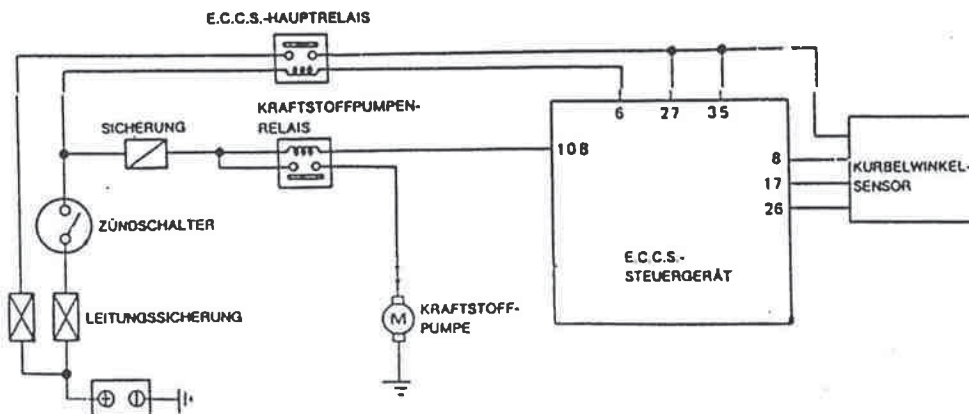 E.C.C.S.-HAUPTRELAIS
KRAFTSTOFFPUMPEN-
RELAIS
SICHERUNG
6 27 35
108
8
17
26
KURBELWINKEL-
SENSOR
ZÜNDSCHALTER
E.C.C.S.-
STEUERGERÄT
LEITUNGSSICHERUNG
M
KRAFTSTOFF-
PUMPE